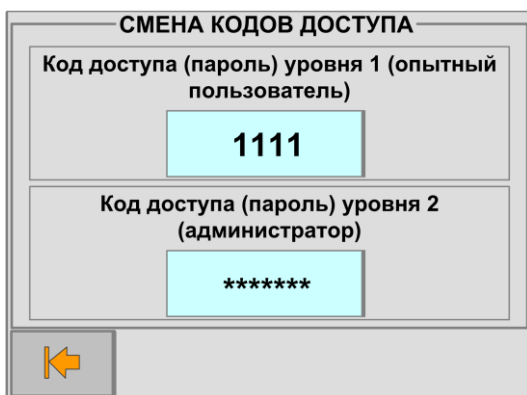 СМЕНА КОДОВ ДОСТУПА
Код доступа (пароль) уровня 1 (опытный
пользователь)
1111
Код доступа (пароль) уровня 2
(администратор)
*******